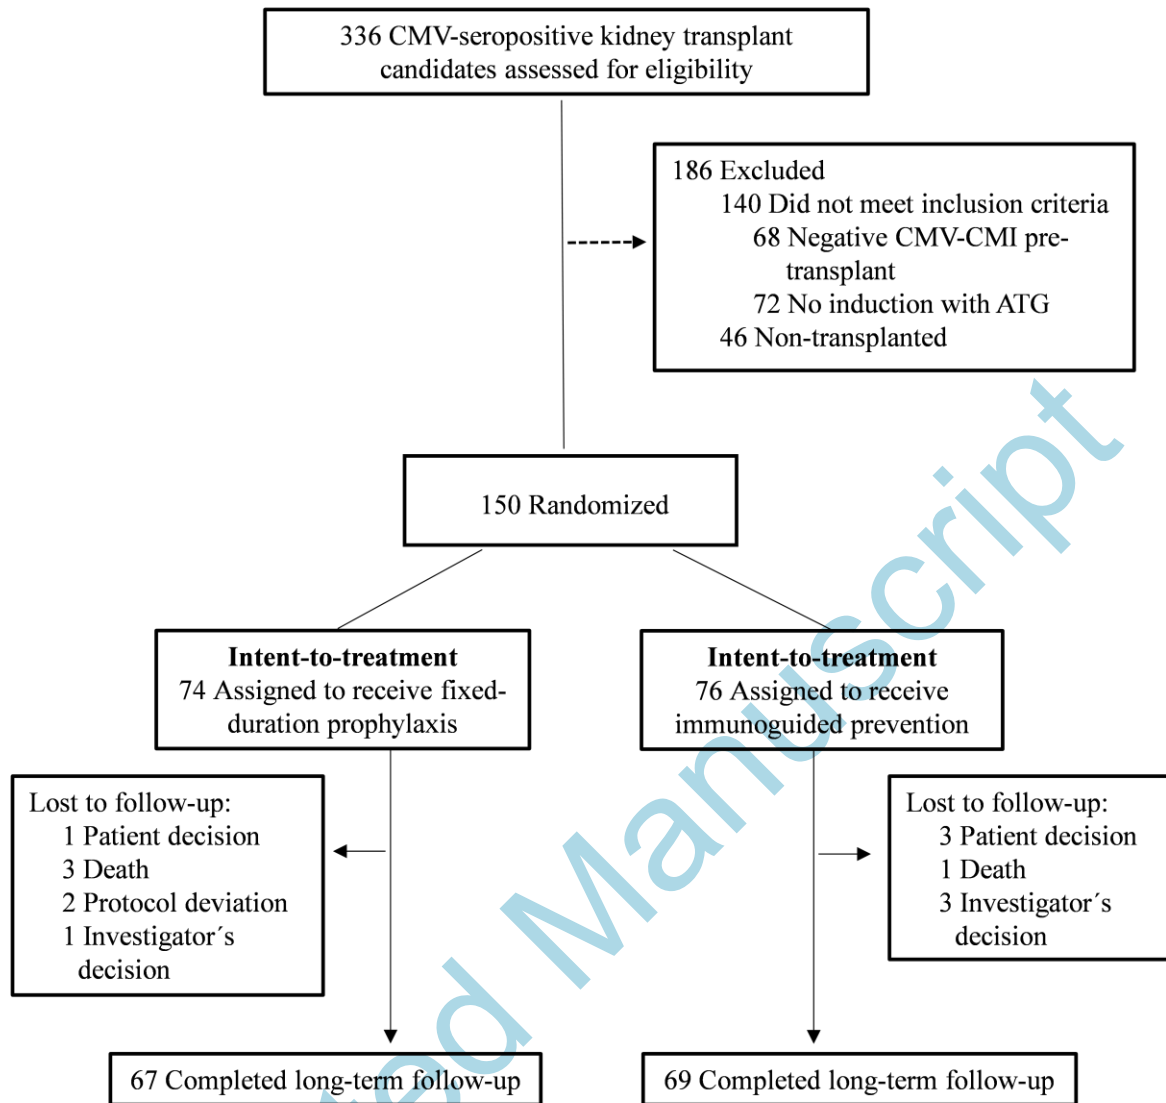 336 CMV-seropositive kidney transplant
candidates assessed for eligibility
186 Excluded
140 Did not meet inclusion criteria
68 Negative CMV-CMI pre-
transplant
72 No induction with ATG
46 Non-transplanted
150 Randomized
Intent-to-treatment
74 Assigned to receive fixed-
duration prophylaxis
Intent-to-treatment
76 Assigned to receive
immunoguided prevention
Lost to follow-up:
1 Patient decision
3 Death
2 Protocol deviation
1 Investigator´s
decision
Lost to follow-up:
3 Patient decision
1 Death
3 Investigator´s
decision
67 Completed long-term follow-up
69 Completed long-term follow-up
ted Manuscript